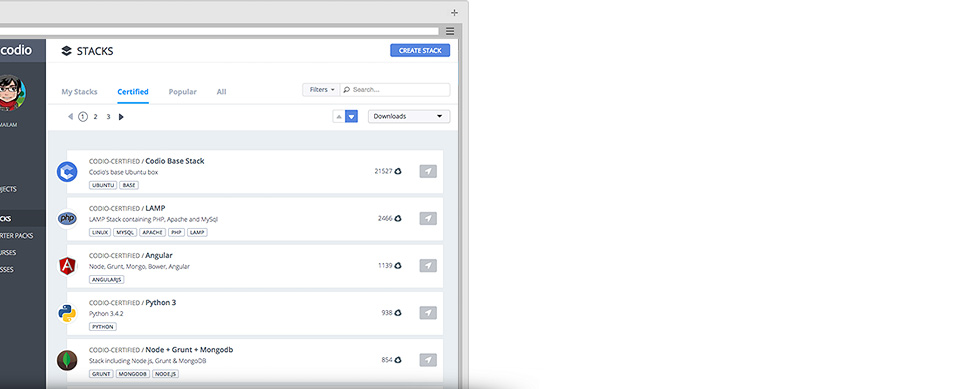 codio
STACKS
CREATE STACK
My Stacks Certified Popular All
Filters Search...
1 2 3
Downloads
CODIO-CERTIFIED / Codio Base Stack
Codio's base Ubuntu box
21527
UBUNTU BASE
php
CODIO-CERTIFIED / LAMP
LAMP Stack containing PHP, Apache and MySql
2466
LINUX MYSQL APACHE PHP LAMP
CODIO-CERTIFIED / Angular
Node, Grunt, Mongo, Bower, Angular
1139
ANGULARJS
CODIO-CERTIFIED / Python 3
Python 3.4.2
938
PYTHON
CODIO-CERTIFIED / Node + Grunt + Mongodb
Stack including Node js, Grunt & MongoDB
854
GRUNT MONGODB NODE.JS
MAILAM
OJECTS
CKS
RTER PACKS
URSES
SSES